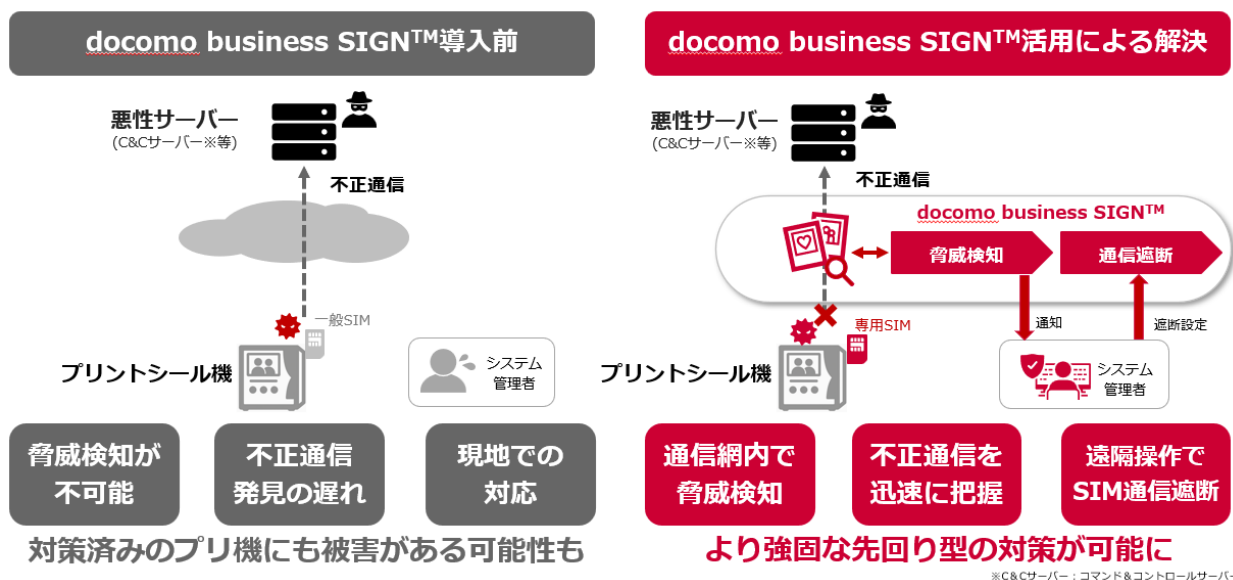 docomo business SIGN™導入前
悪性サーバー
(C&Cサーバー※等)
不正通信
一般SIM
プリントシール機
システム
管理者
脅威検知が
不可能
不正通信
発見の遅れ
現地での
対応
対策済みのプリ機にも被害がある可能性も
docomo business SIGN™活用による解決
悪性サーバー
(C&Cサーバー※等)
不正通信
docomo business SIGN™
脅威検知
通信遮断
通知
遮断設定
専用SIM
プリントシール機
システム
管理者
通信網内で
脅威検知
不正通信を
迅速に把握
遠隔操作で
SIM通信遮断
より強固な先回り型の対策が可能に
※C&Cサーバー：コマンド＆コントロールサーバー